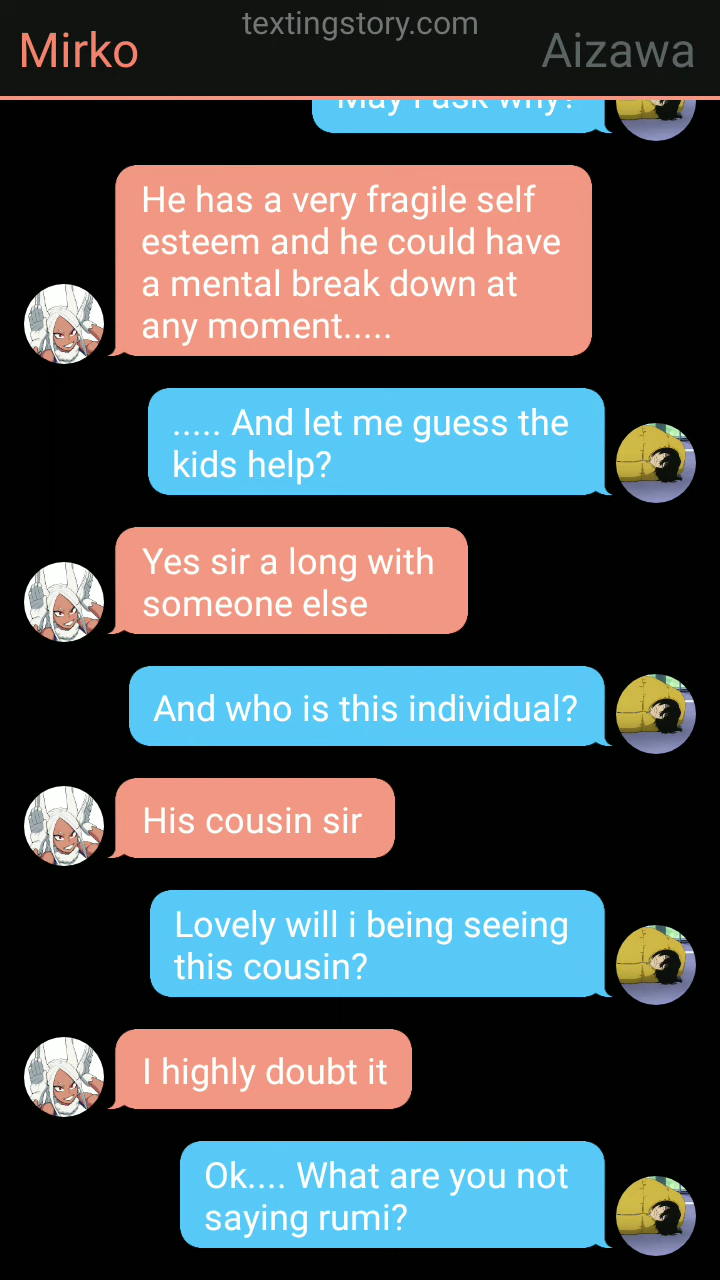 textingstory.com
Mirko
Aizawa
May I ask why?
He has a very fragile self
esteem and he could have
a mental break down at
any moment.....
..... And let me guess the
kids help?
Yes sir a long with
someone else
And who is this individual?
His cousin sir
Lovely will i being seeing
this cousin?
I highly doubt it
Ok.... What are you not
saying rumi?